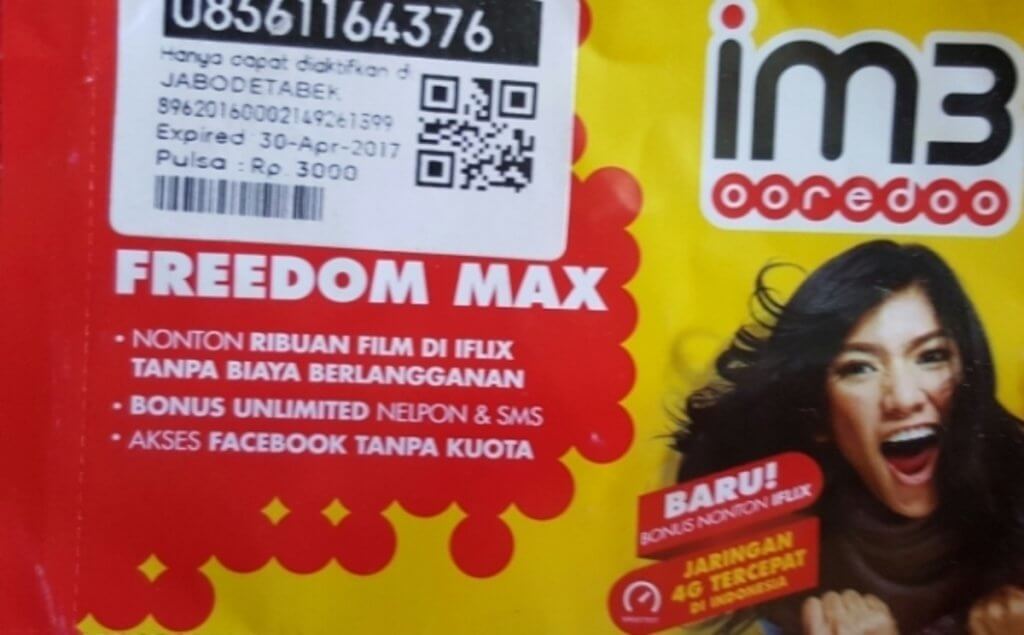 08561164376
Hanya dapat diaktifkan di
JABODETABEK
89620160002149261399
Expired 30-Apr-2017
Pulsa : Rp. 3000
im3
ooredoo
FREEDOM MAX
• NONTON RIBUAN FILM DI IFLIX
TANPA BIAYA BERLANGGANAN
• BONUS UNLIMITED NELPON & SMS
• AKSES FACEBOOK TANPA KUOTA
BARU!
BONUS NONTON IFLIX
JARINGAN
4G TERCEPAT
DI INDONESIA